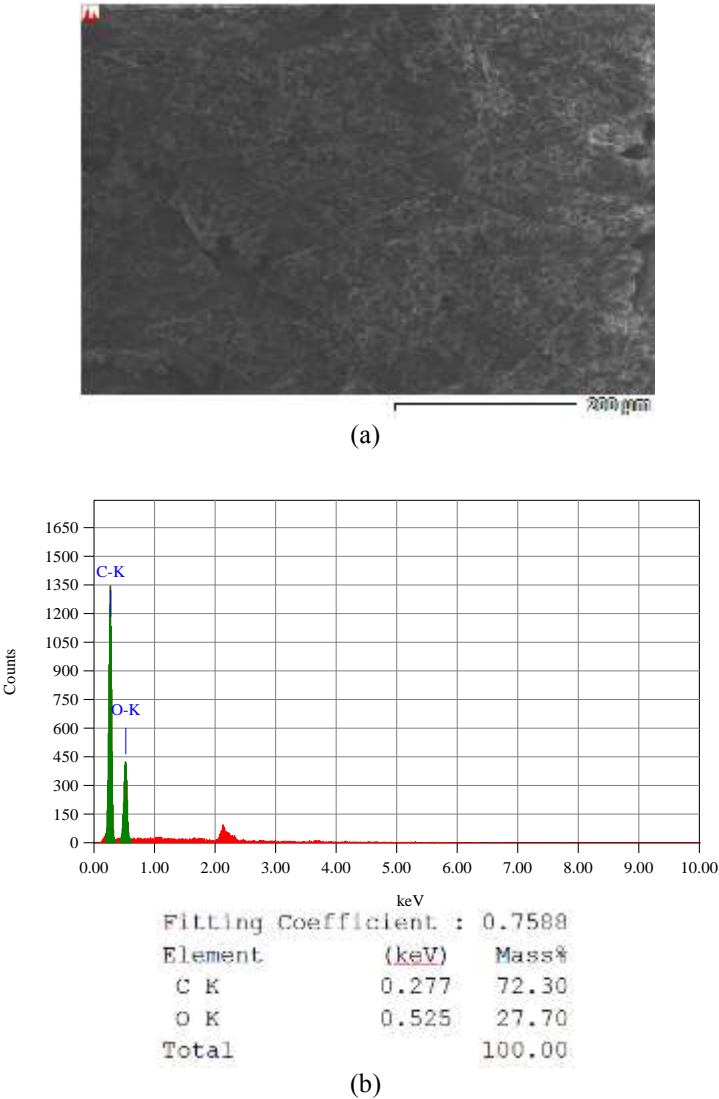 200 µm
(a)
1650
1500
1350
1200
1050
900
750
600
450
300
150
0
Counts
C-K
O-K
0.00 1.00 2.00 3.00 4.00 5.00 6.00 7.00 8.00 9.00 10.00
keV
Fitting Coefficient : 0.7588
Element (keV) Mass%
C K 0.277 72.30
O K 0.525 27.70
Total 100.00
(b)